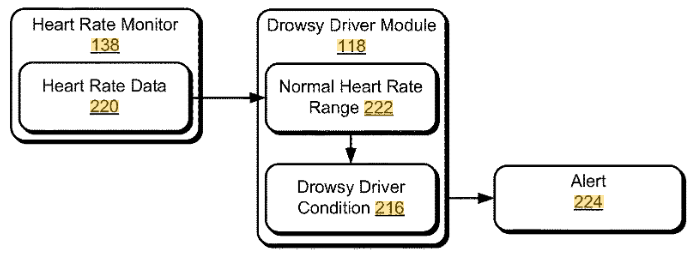 Heart Rate Monitor
138
Heart Rate Data
220
Drowsy Driver Module
118
Normal Heart Rate
Range 222
Drowsy Driver
Condition 216
Alert
224